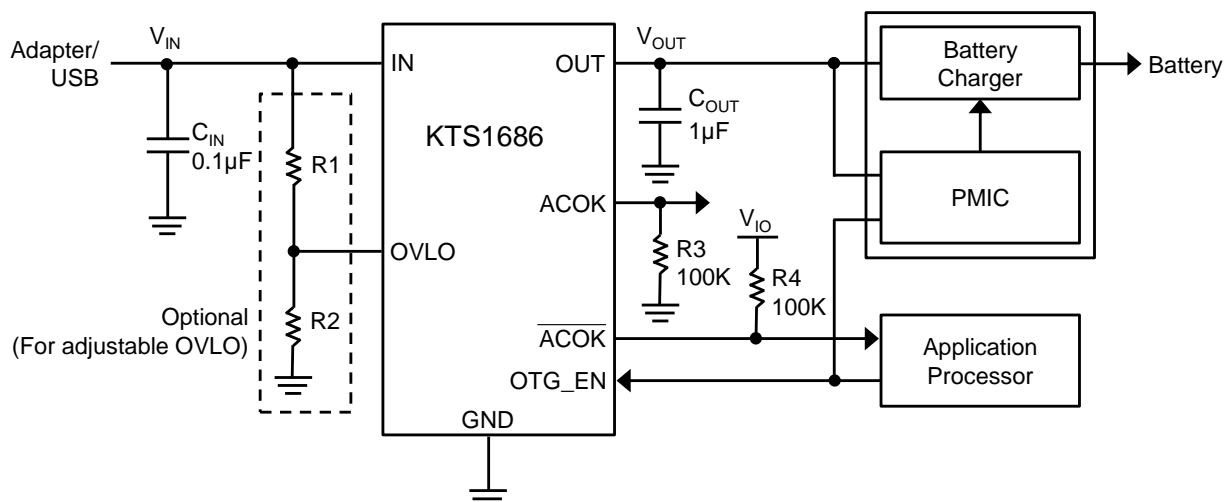 Adapter/
USB
V_IN
C_IN
0.1µF
R1
R2
Optional
(For adjustable OVLO)
IN
OVLO
KTS1686
OUT
ACOK
A̅C̅O̅K̅
OTG_EN
GND
V_OUT
C_OUT
1µF
R3
100K
V_IO
R4
100K
Battery
Charger
PMIC
Battery
Application
Processor